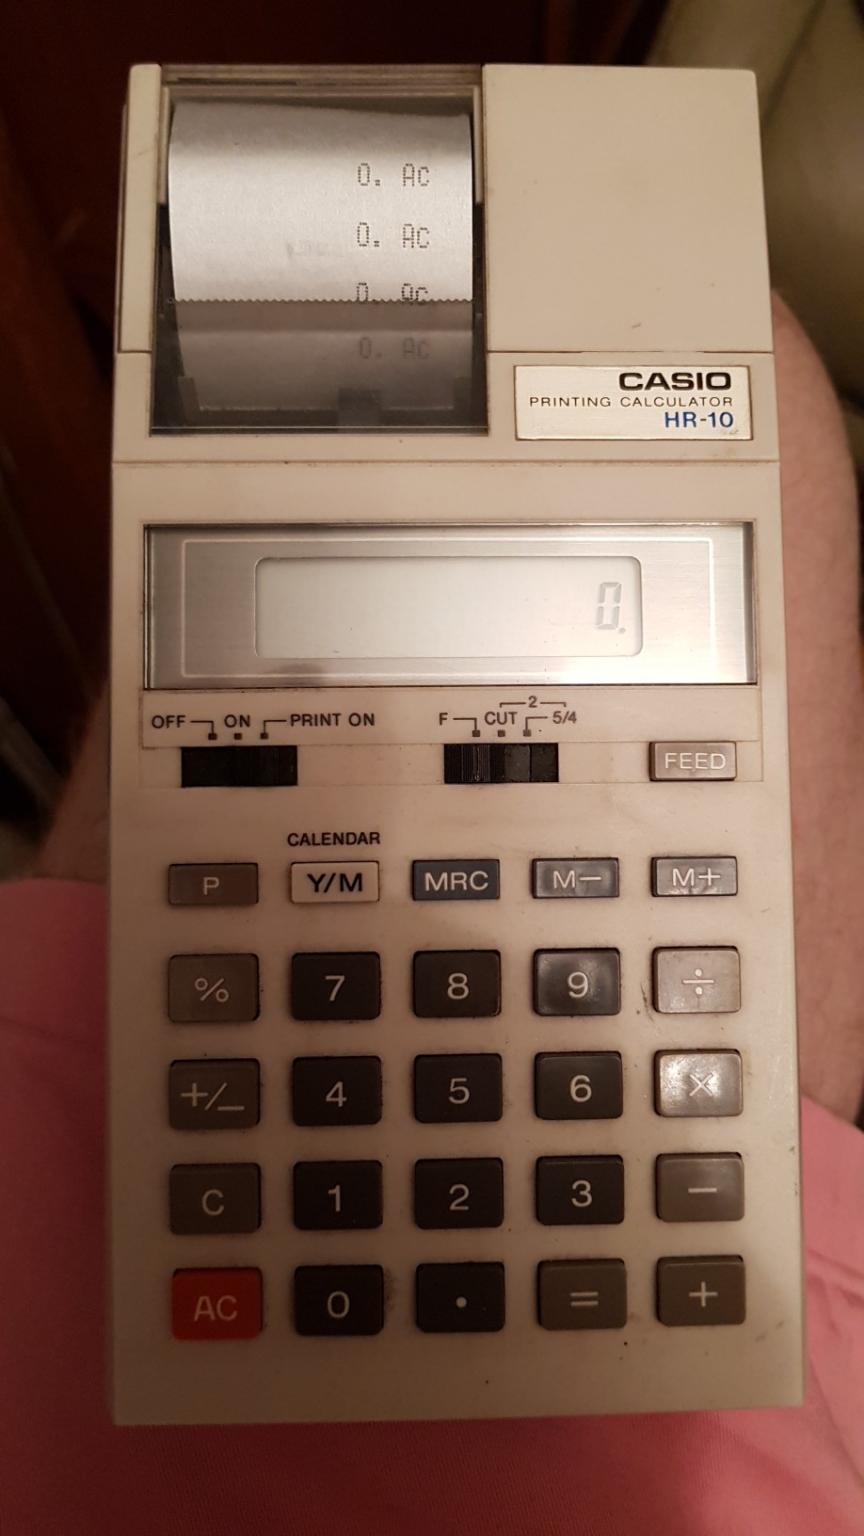 0. AC
0. AC
0. AC
0. AC
CASIO
PRINTING CALCULATOR
HR-10
0.
2
OFF ON PRINT ON F CUT 5/4
FEED
CALENDAR
P Y/M MRC M− M+
% 7 8 9 ÷
+/− 4 5 6 ×
C 1 2 3 −
AC 0 . = +